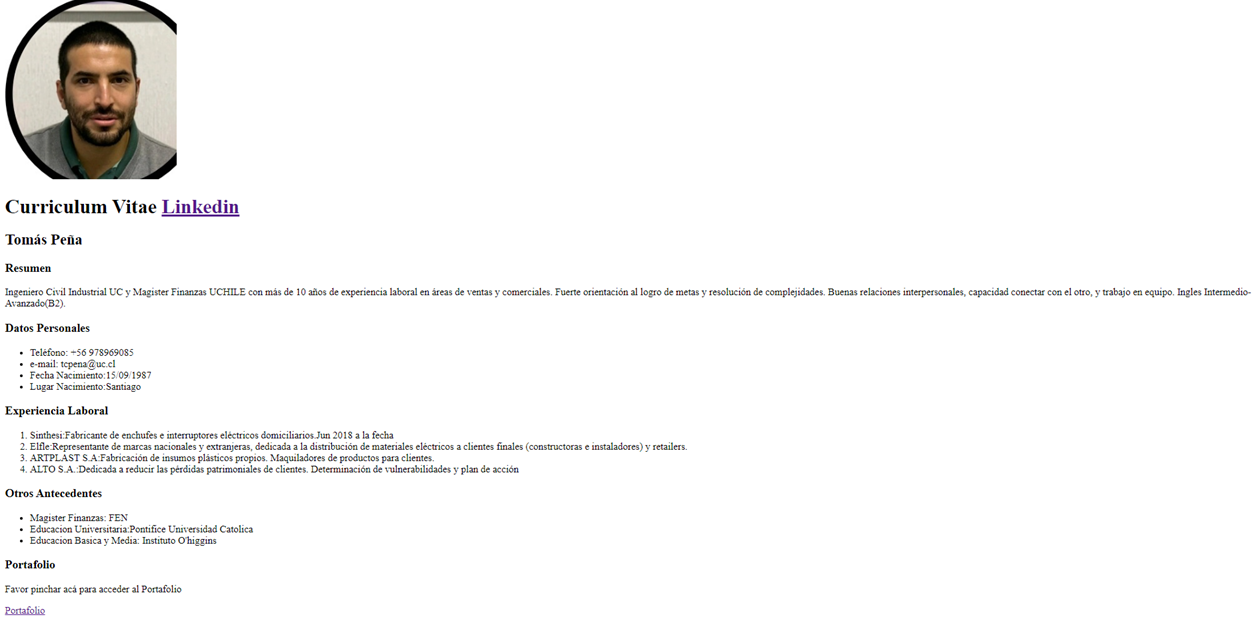 Curriculum Vitae Linkedin
Tomás Peña
Resumen
Ingeniero Civil Industrial UC y Magister Finanzas UCHILE con más de 10 años de experiencia laboral en áreas de ventas y comerciales. Fuerte orientación al logro de metas y resolución de complejidades. Buenas relaciones interpersonales, capacidad conectar con el otro, y trabajo en equipo. Ingles Intermedio-
Avanzado(B2).
Datos Personales
• Teléfono: +56 978969085
• e-mail: tcpena@uc.cl
• Fecha Nacimiento:15/09/1987
• Lugar Nacimiento:Santiago
Experiencia Laboral
1. Sinthesi:Fabricante de enchufes e interruptores eléctricos domiciliarios.Jun 2018 a la fecha
2. Elfle:Representante de marcas nacionales y extranjeras, dedicada a la distribución de materiales eléctricos a clientes finales (constructoras e instaladores) y retailers.
3. ARTPLAST S.A:Fabricación de insumos plásticos propios. Maquiladores de productos para clientes.
4. ALTO S.A.:Dedicada a reducir las pérdidas patrimoniales de clientes. Determinación de vulnerabilidades y plan de acción
Otros Antecedentes
• Magister Finanzas: FEN
• Educacion Universitaria:Pontifice Universidad Catolica
• Educacion Basica y Media: Instituto O'higgins
Portafolio
Favor pinchar acá para acceder al Portafolio
Portafolio